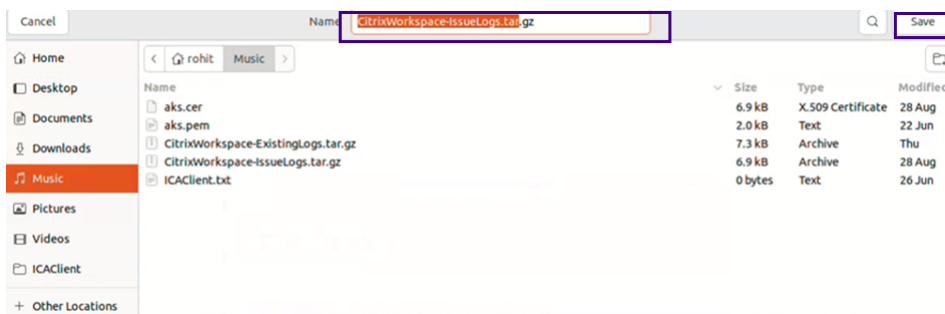 Cancel Name CitrixWorkspace-IssueLogs.tar.gz Save
Home
Desktop
Documents
Downloads
Music
Pictures
Videos
ICAClient
+ Other Locations
rohit Music
Name Size Type Modified
aks.cer 6.9 kB X.509 Certificate 28 Aug
aks.pem 2.0 kB Text 22 Jun
CitrixWorkspace-ExistingLogs.tar.gz 7.3 kB Archive Thu
CitrixWorkspace-IssueLogs.tar.gz 6.9 kB Archive 28 Aug
ICAClient.txt 0 bytes Text 26 Jun